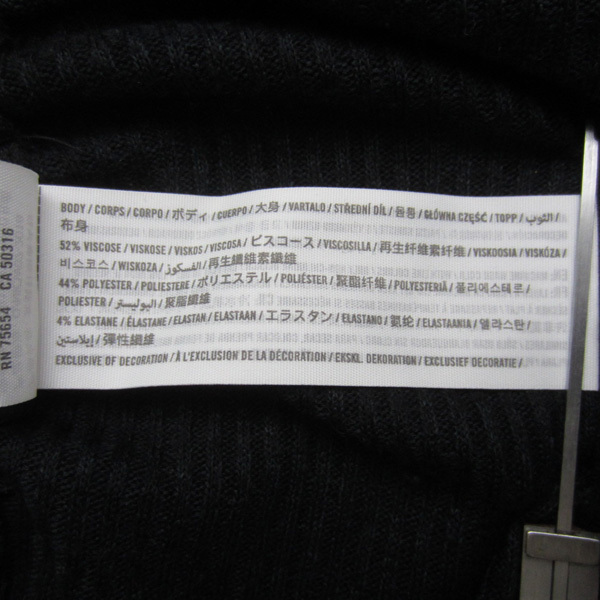 BODY / CORPS / CORPO / ボディ / CUERPO / 大身 / VARTALO / STŘEDNÍ DÍL / 몸통 / GŁÓWNA CZĘŚĆ / TOPP / الثوب /
布身
52% VISCOSE / VISKOSE / VISKOS / VISCOSA / ビスコース / VISCOSILLA / 再生纤维素纤维 / VISKOOSIA / VISKÓZA /
비스코스 / WISKOZA / الفسكوز / 再生纖維素纖維
44% POLYESTER / POLIESTERE / ポリエステル / POLIÉSTER / 聚酯纤维 / POLYESTERIÄ / 폴리에스테르 /
POLIESTER / البوليستر / 聚酯纖維
4% ELASTANE / ÉLASTANE / ELASTAN / ELASTAAN / エラスタン / ELASTANO / 氨纶 / ELASTAANIA / 엘라스탄 /
إيلاستين / 彈性纖維
EXCLUSIVE OF DECORATION / À L'EXCLUSION DE LA DÉCORATION / EKSKL. DEKORATION / EXCLUSIEF DECORATIE /
RN 75654 CA 50316